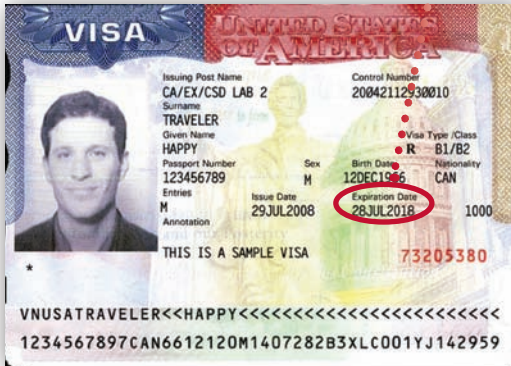 VISA
UNITED STATES
OF AMERICA
Issuing Post Name Control Number
CA/EX/CSD LAB 2 20042112930010
Surname
TRAVELER
Given Name Visa Type /Class
HAPPY R B1/B2
Passport Number Sex Birth Date Nationality
123456789 M 12DEC1966 CAN
Entries Issue Date Expiration Date
M 29JUL2008 28JUL2018 1000
Annotation
THIS IS A SAMPLE VISA 73205380
*
VNUSATRAVELER<<HAPPY<<<<<<<<<<<<<<<<<<<<<<<<
1234567897CAN6612120M1407282B3XLC001YJ142959